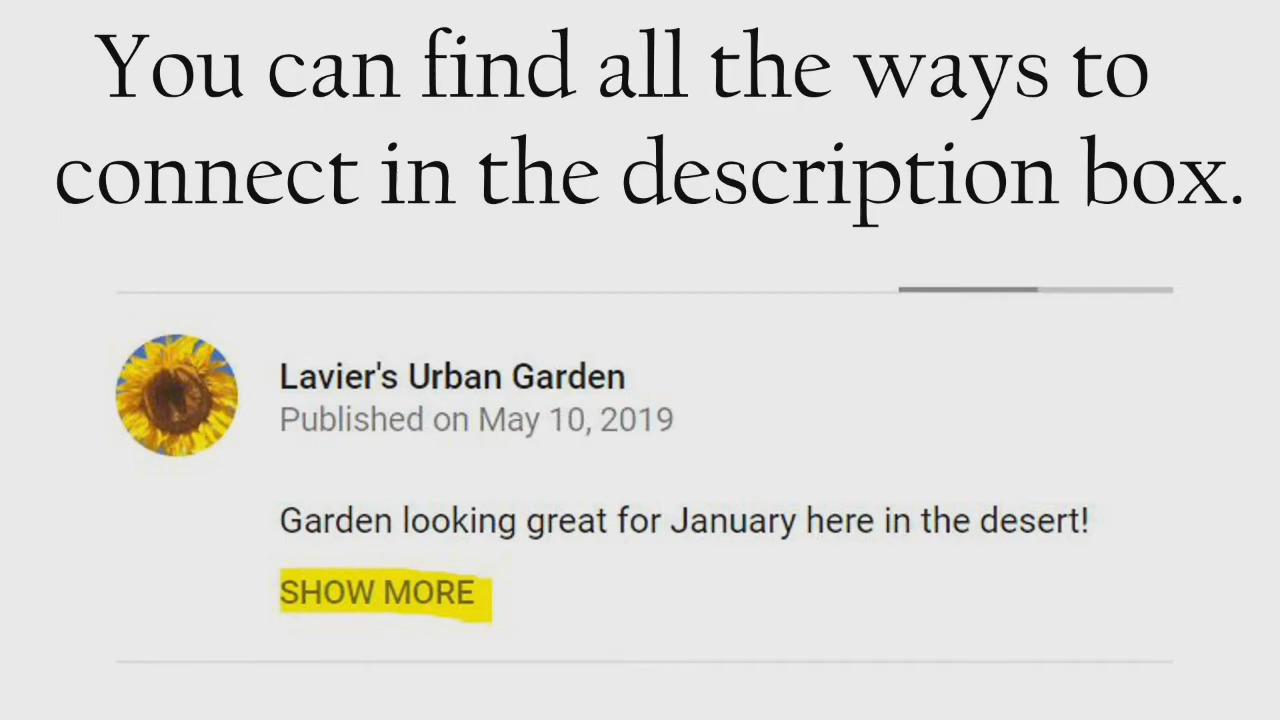 You can find all the ways to
connect in the description box.
Lavier's Urban Garden
Published on May 10, 2019
Garden looking great for January here in the desert!
SHOW MORE